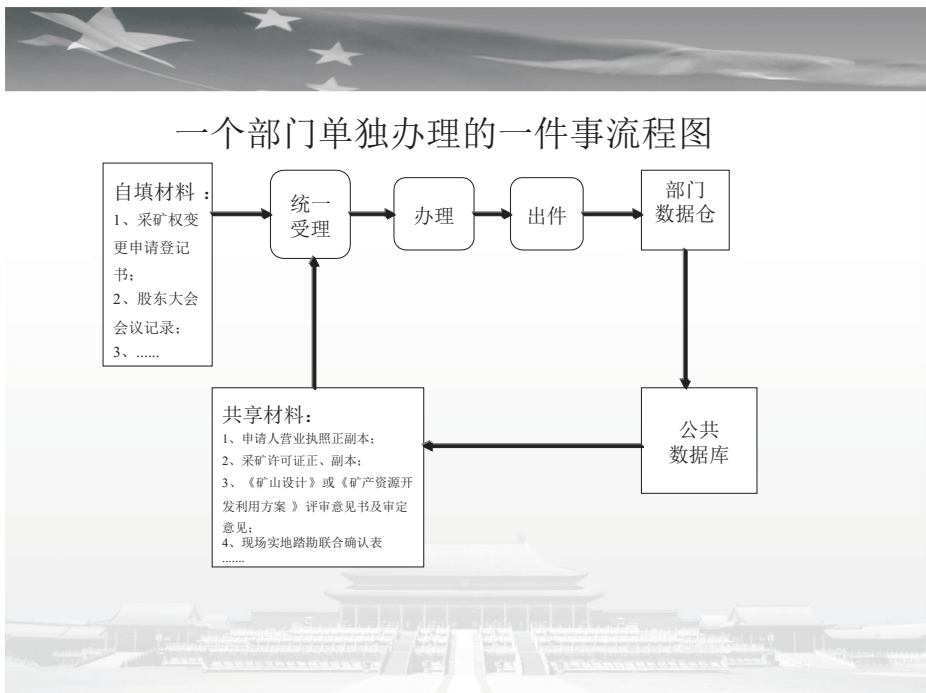 一个部门单独办理的一件事流程图
自填材料：
1、采矿权变
更申请登记
书;
2、股东大会
会议记录;
3、......
统一
受理
办理
出件
部门
数据仓
共享材料:
1、申请人营业执照正副本;
2、采矿许可证正、副本;
3、《矿山设计》或《矿产资源开
发利用方案 》评审意见书及审定
意见;
4、现场实地踏勘联合确认表
.......
公共
数据库